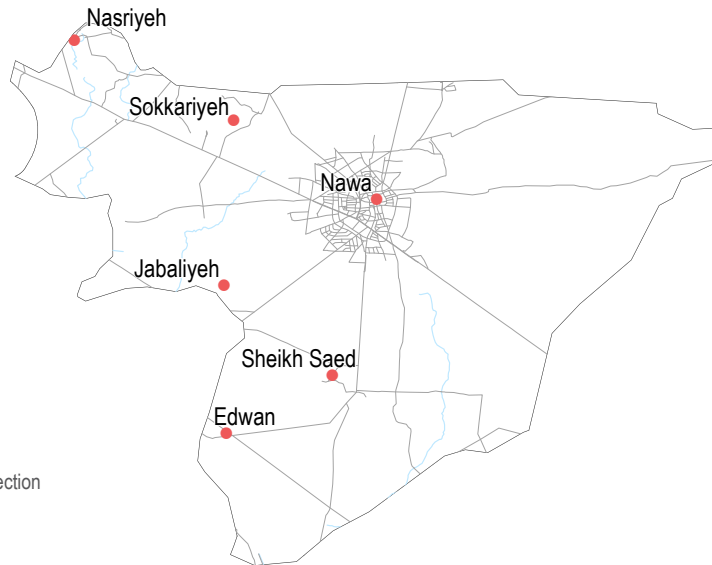 Nasriyeh
Sokkariyeh
Nawa
Jabaliyeh
Sheikh Saed
Edwan
ection